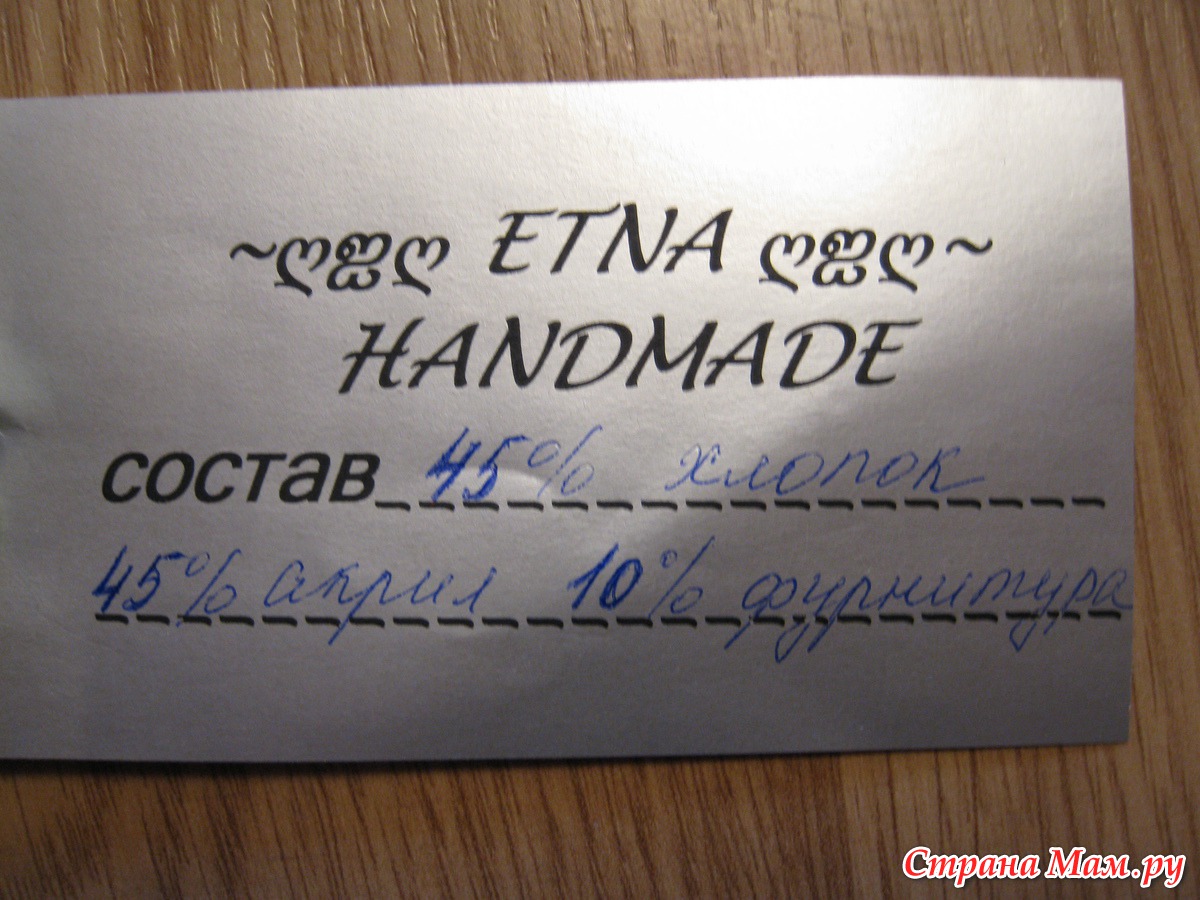 ~ღஐღ ETNA ღஐღ~
HANDMADE
состав 45% хлопок
45% акрил 10% фурнитура
Страна Мам.ру